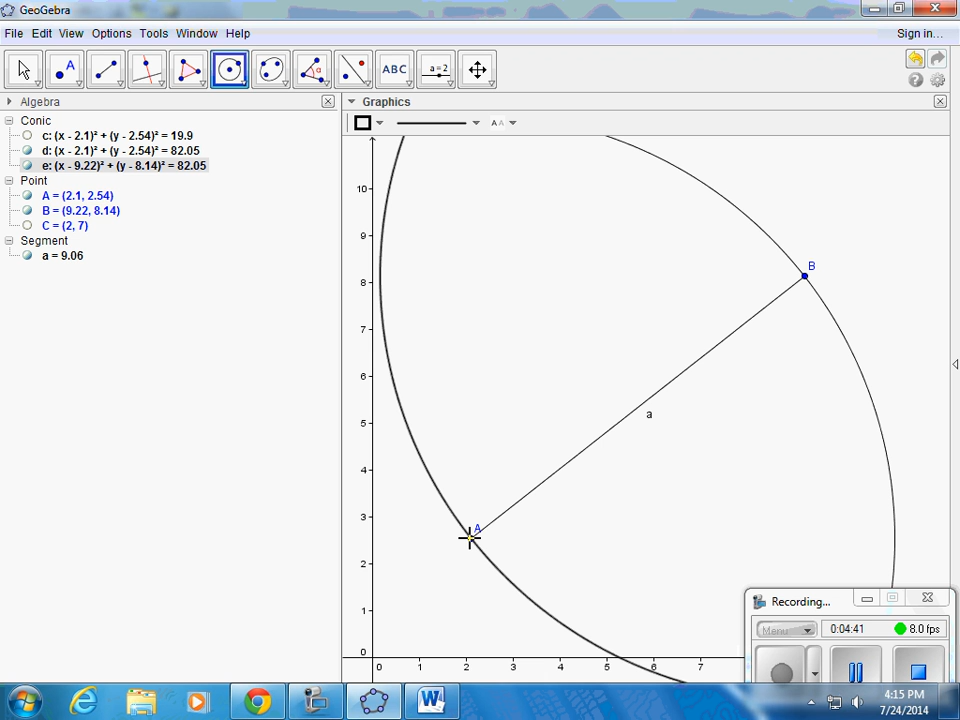 GeoGebra
File Edit View Options Tools Window Help Sign in...
A ABC a=2
Algebra
Graphics
A A
Conic
c: (x - 2.1)² + (y - 2.54)² = 19.9
d: (x - 2.1)² + (y - 2.54)² = 82.05
e: (x - 9.22)² + (y - 8.14)² = 82.05
Point
A = (2.1, 2.54)
B = (9.22, 8.14)
C = (2, 7)
Segment
a = 9.06
10
9
8
7
6
5
4
3
2
1
0
0 1 2 3 4 5 6 7
B
a
A
Recording...
Menu 0:04:41 8.0 fps
4:15 PM
7/24/2014